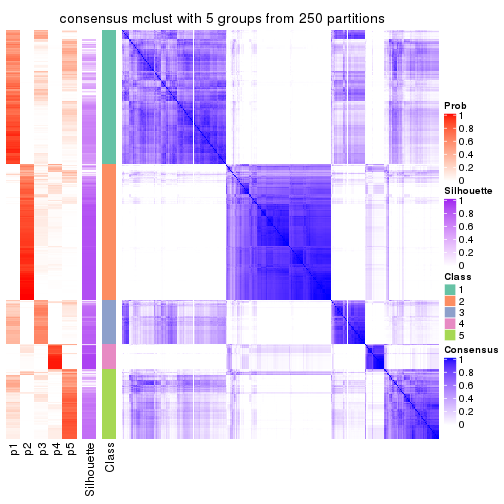 consensus mclust with 5 groups from 250 partitions
Prob
1
0.8
0.6
0.4
0.2
0
Silhouette
1
0.8
0.6
0.4
0.2
0
Class
1
2
3
4
5
Consensus
1
0.8
0.6
0.4
0.2
0
p1
p2
p3
p4
p5
Silhouette
Class